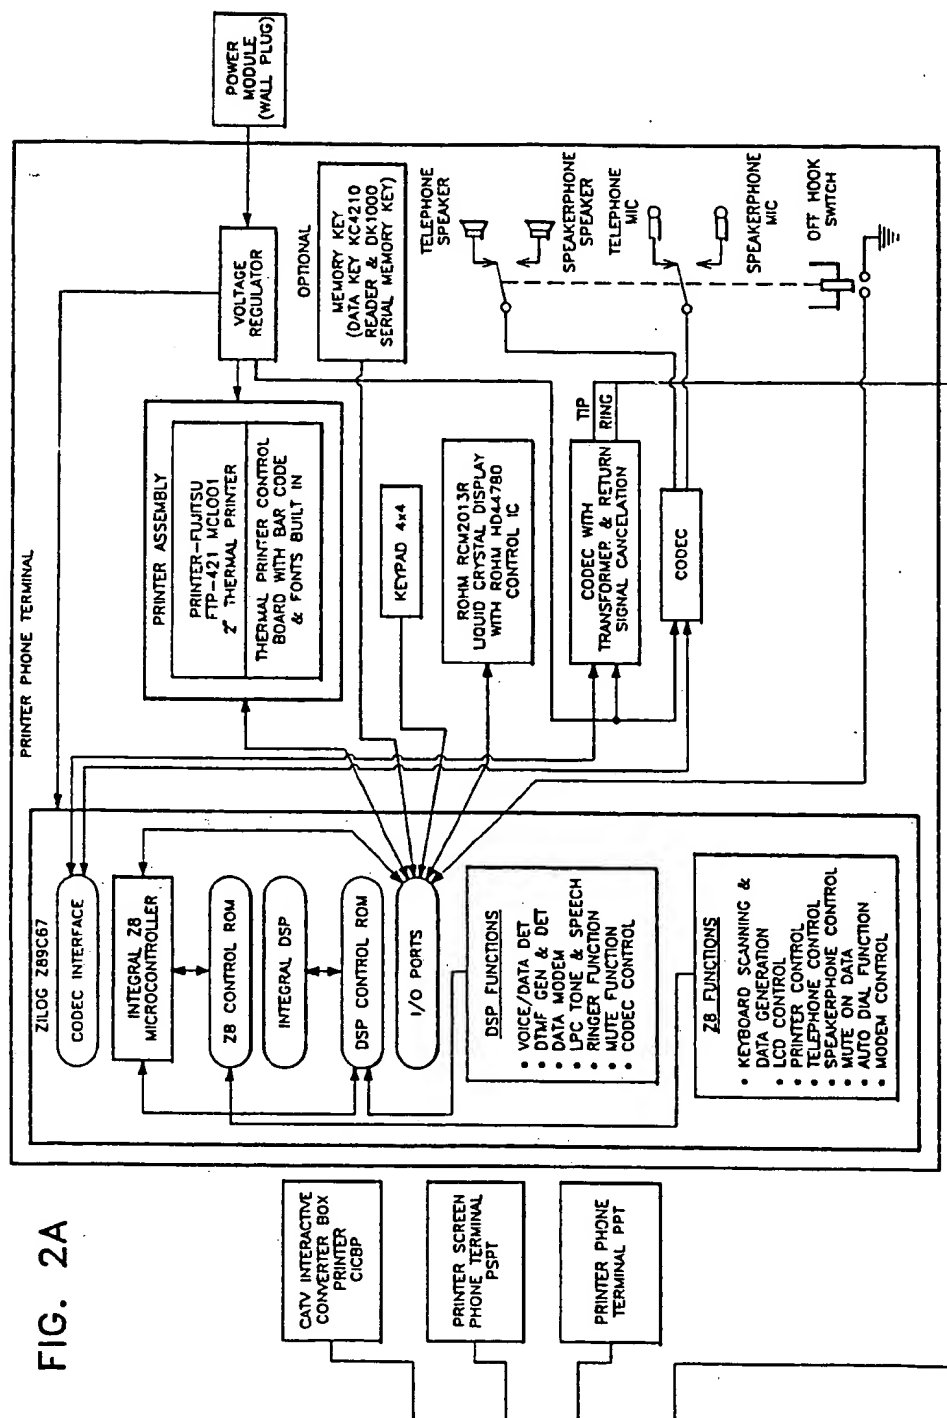 FIG. 2A
PRINTER PHONE TERMINAL
POWER
MODULE
(WALL PLUG)
VOLTAGE
REGULATOR
OPTIONAL
MEMORY KEY
(DATA KEY KC4210
READER & DK1000
SERIAL MEMORY KEY)
PRINTER ASSEMBLY
PRINTER-FUJITSU
FTP-421 MCL001
2" THERMAL PRINTER
THERMAL PRINTER CONTROL
BOARD WITH BAR CODE
& FONTS BUILT IN
KEYPAD 4x4
ROHM RCM2013R
LIQUID CRYSTAL DISPLAY
WITH ROHM HD44780
CONTROL IC
CODEC WITH
TRANSFORMER & RETURN
SIGNAL CANCELATION
TIP
RING
CODEC
TELEPHONE
SPEAKER
SPEAKERPHONE
SPEAKER
TELEPHONE
MIC
SPEAKERPHONE
MIC
OFF HOOK
SWITCH
ZILOG Z89C67
CODEC INTERFACE
INTEGRAL Z8
MICROCONTROLLER
Z8 CONTROL ROM
INTEGRAL DSP
DSP CONTROL ROM
I/O PORTS
DSP FUNCTIONS
• VOICE/DATA DET
• DTMF GEN & DET
• DATA MODEM
• LPC TONE & SPEECH
• RINGER FUNCTION
• MUTE FUNCTION
• CODEC CONTROL
Z8 FUNCTIONS
• KEYBOARD SCANNING &
• DATA GENERATION
• LCD CONTROL
• PRINTER CONTROL
• TELEPHONE CONTROL
• SPEAKERPHONE CONTROL
• MUTE ON DATA
• AUTO DIAL FUNCTION
• MODEM CONTROL
CATV INTERACTIVE
CONVERTER BOX
PRINTER
CICBP
PRINTER SCREEN
PHONE TERMINAL
PSPT
PRINTER PHONE
TERMINAL PPT